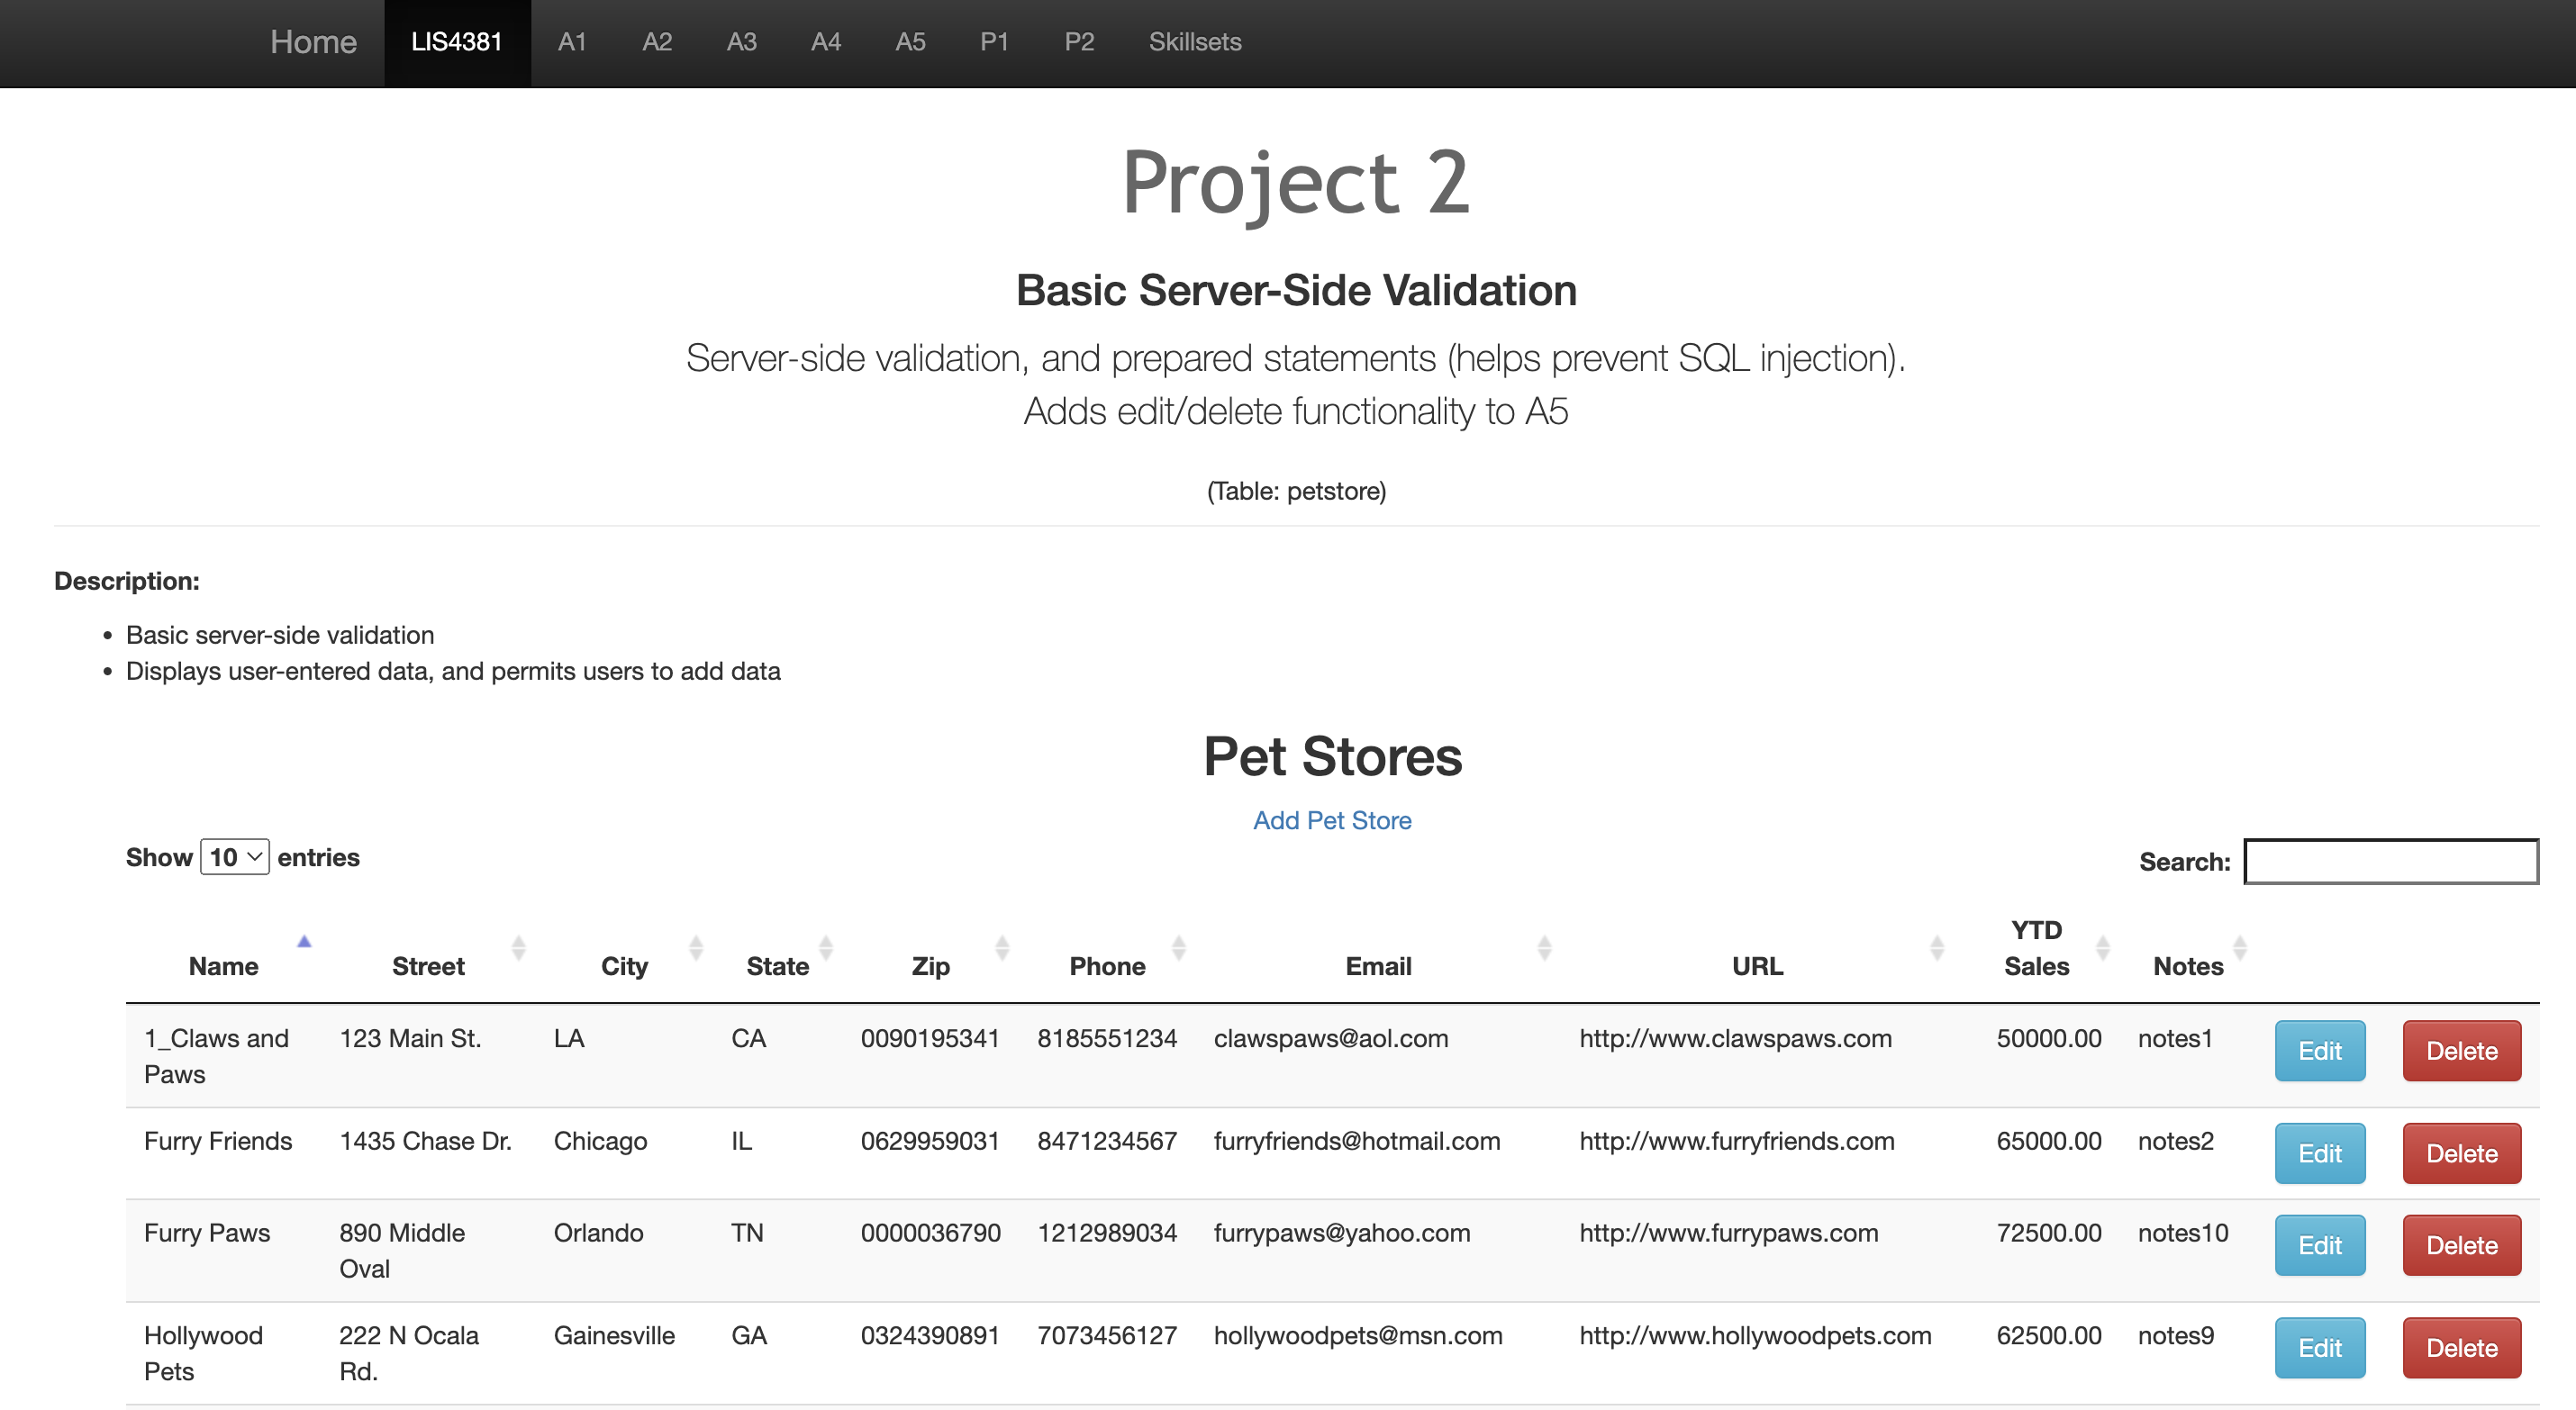 Home LIS4381 A1 A2 A3 A4 A5 P1 P2 Skillsets
Project 2
Basic Server-Side Validation
Server-side validation, and prepared statements (helps prevent SQL injection).
Adds edit/delete functionality to A5
(Table: petstore)
Description:
• Basic server-side validation
• Displays user-entered data, and permits users to add data
Pet Stores
Add Pet Store
Show 10 entries Search:
Name Street City State Zip Phone Email URL YTD Sales Notes
1_Claws and Paws 123 Main St. LA CA 0090195341 8185551234 clawspaws@aol.com http://www.clawspaws.com 50000.00 notes1 Edit Delete
Furry Friends 1435 Chase Dr. Chicago IL 0629959031 8471234567 furryfriends@hotmail.com http://www.furryfriends.com 65000.00 notes2 Edit Delete
Furry Paws 890 Middle Oval Orlando TN 0000036790 1212989034 furrypaws@yahoo.com http://www.furrypaws.com 72500.00 notes10 Edit Delete
Hollywood Pets 222 N Ocala Rd. Gainesville GA 0324390891 7073456127 hollywoodpets@msn.com http://www.hollywoodpets.com 62500.00 notes9 Edit Delete